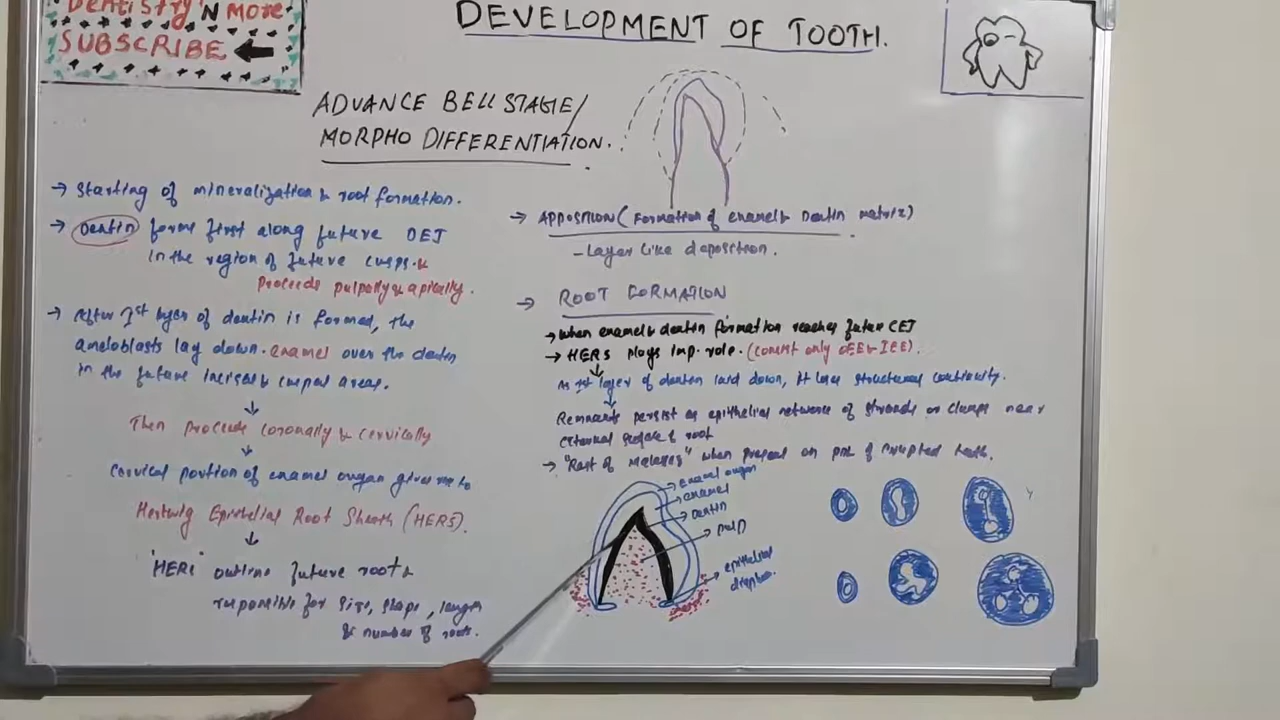 Dentistry 'N More
SUBSCRIBE
DEVELOPMENT OF TOOTH.
ADVANCE BELL STAGE/
MORPHO DIFFERENTIATION.
→ Starting of mineralization & root formation.
→ Dentin forms first along future DEJ
in the region of future cusps &
proceeds pulpally & apically.
→ After 1st layer of dentin is formed, the
ameloblasts lay down enamel over the dentin
in the future incisal & cuspal areas.
↓
Then proceeds coronally & cervically
↓
Cervical portion of enamel organ gives rise to
Hertwig Epithelial Root Sheath (HERS).
↓
'HERS' outline future root &
responsible for size, shape, length
& number of roots.
→ APPOSITION (Formation of enamel & Dentin matrix)
- Layer like deposition.
→ ROOT FORMATION
→ When enamel & dentin formation reaches future CEJ
→ HERS plays imp. role. (consist only OEE & IEE).
↓
As 1st layer of dentin laid down, it lose structural continuity.
↓
Remnants persist as epithelial network of strands or clumps near
external surface of root
→ "Rest of Malassez" when present on PDL of erupted teeth.
Enamel organ
enamel
Dentin
pulp
epithelial